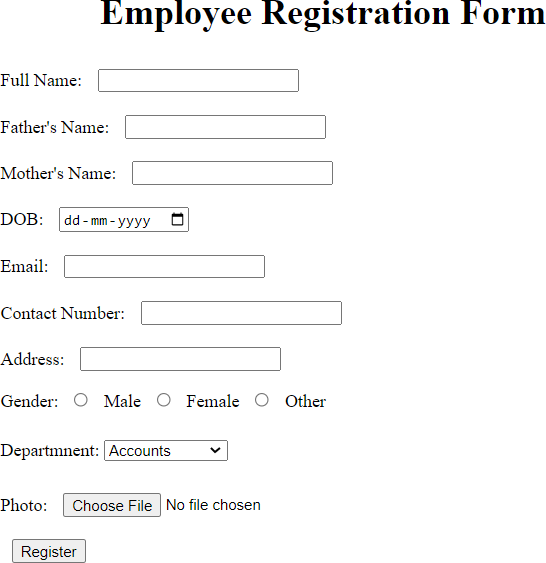 Employee Registration Form
Full Name:
Father's Name:
Mother's Name:
DOB: dd-mm-yyyy
Email:
Contact Number:
Address:
Gender: Male Female Other
Departmnent: Accounts
Photo: Choose File No file chosen
Register